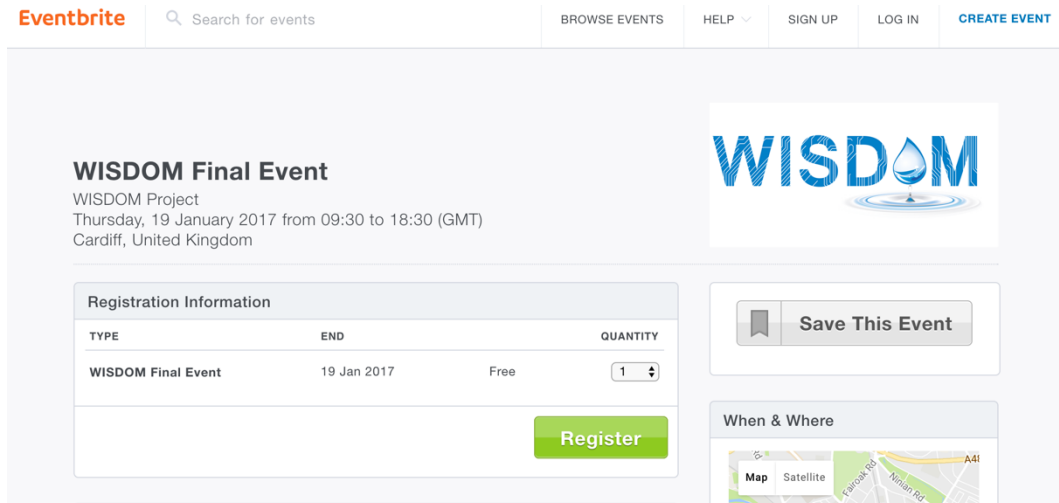 Eventbrite
Search for events
BROWSE EVENTS
HELP
SIGN UP
LOG IN
CREATE EVENT
WISDOM
WISDOM Final Event
WISDOM Project
Thursday, 19 January 2017 from 09:30 to 18:30 (GMT)
Cardiff, United Kingdom
Registration Information
TYPE END QUANTITY
WISDOM Final Event 19 Jan 2017 Free 1
Register
Save This Event
When & Where
Map Satellite
Fairoak Rd
Ninian Rd